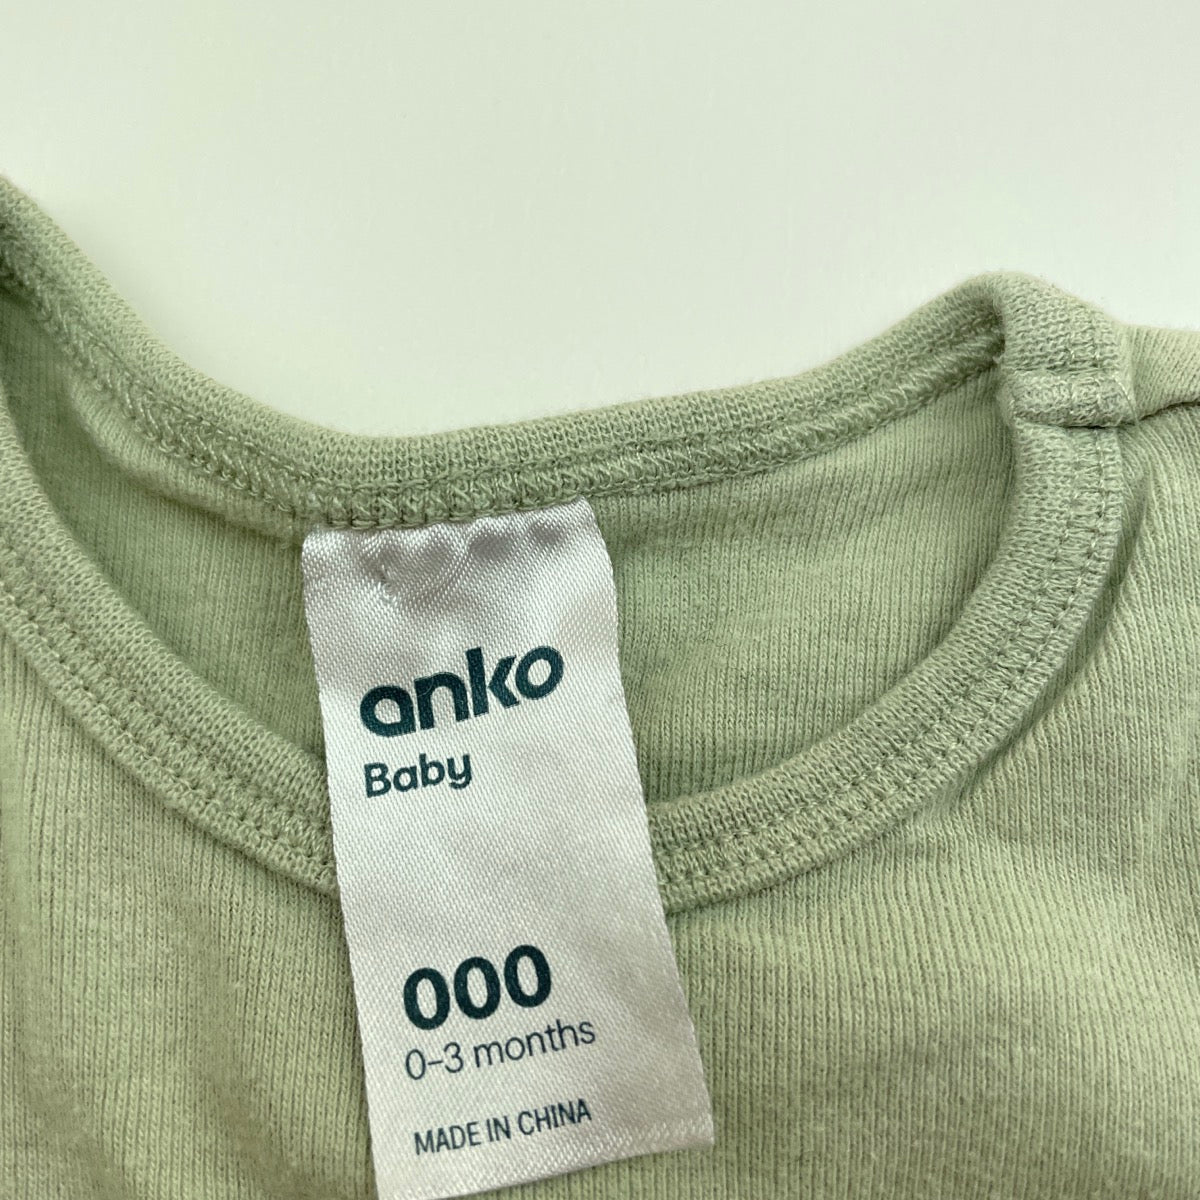 anko
Baby
000
0-3 months
MADE IN CHINA